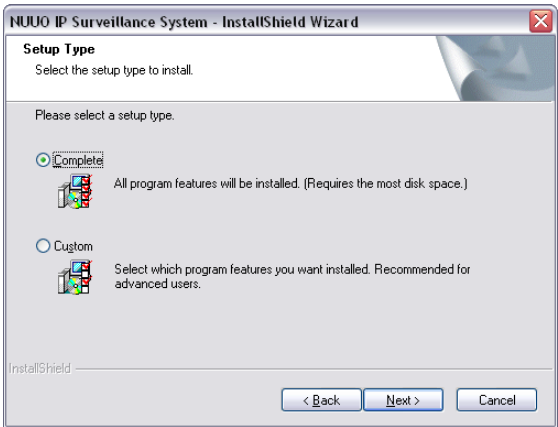 NUUO IP Surveillance System - InstallShield Wizard
Setup Type
Select the setup type to install.
Please select a setup type.
Complete
All program features will be installed. (Requires the most disk space.)
Custom
Select which program features you want installed. Recommended for
advanced users.
InstallShield
< Back
Next >
Cancel